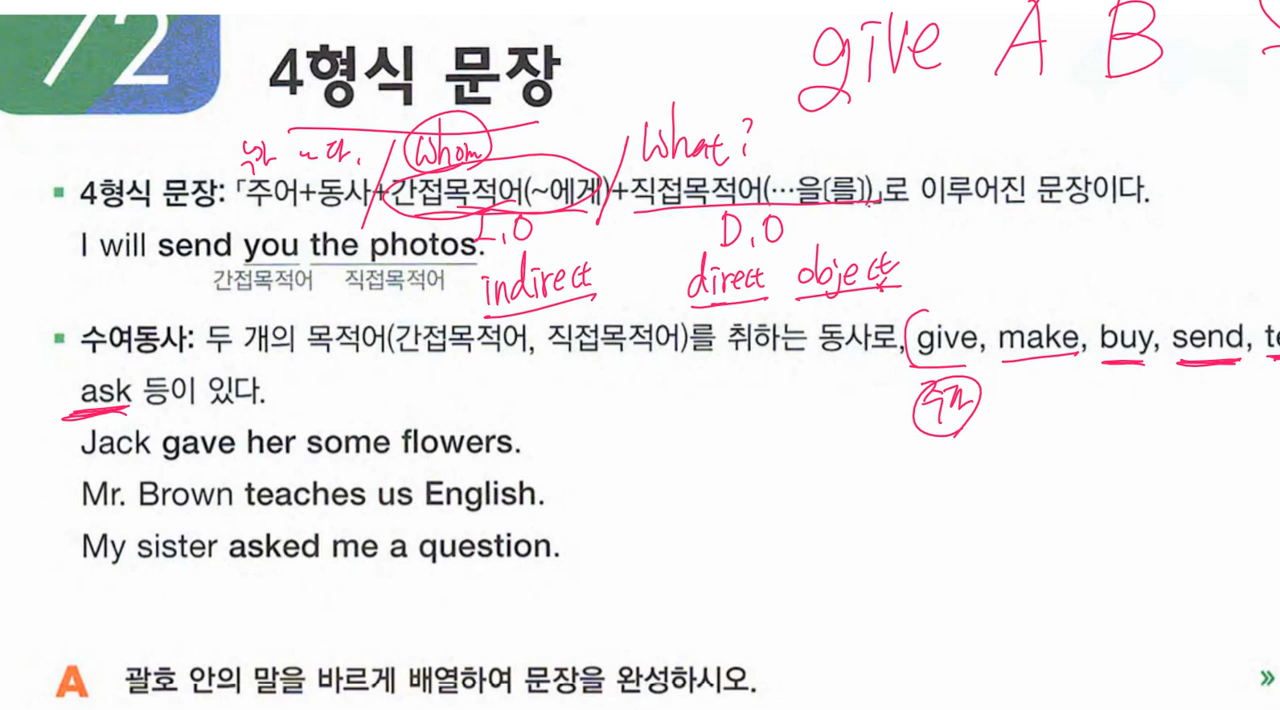 72
4형식 문장
give A B
whom
What?
4형식 문장: 「주어+동사+간접목적어(~에게)+직접목적어(…을(를))」로 이루어진 문장이다.
I will send you the photos.
I.O
D.O
간접목적어 직접목적어
indirect
direct object
수여동사: 두 개의 목적어(간접목적어, 직접목적어)를 취하는 동사로, give, make, buy, send,
ask 등이 있다.
Jack gave her some flowers.
Mr. Brown teaches us English.
My sister asked me a question.
A 괄호 안의 말을 바르게 배열하여 문장을 완성하시오. »